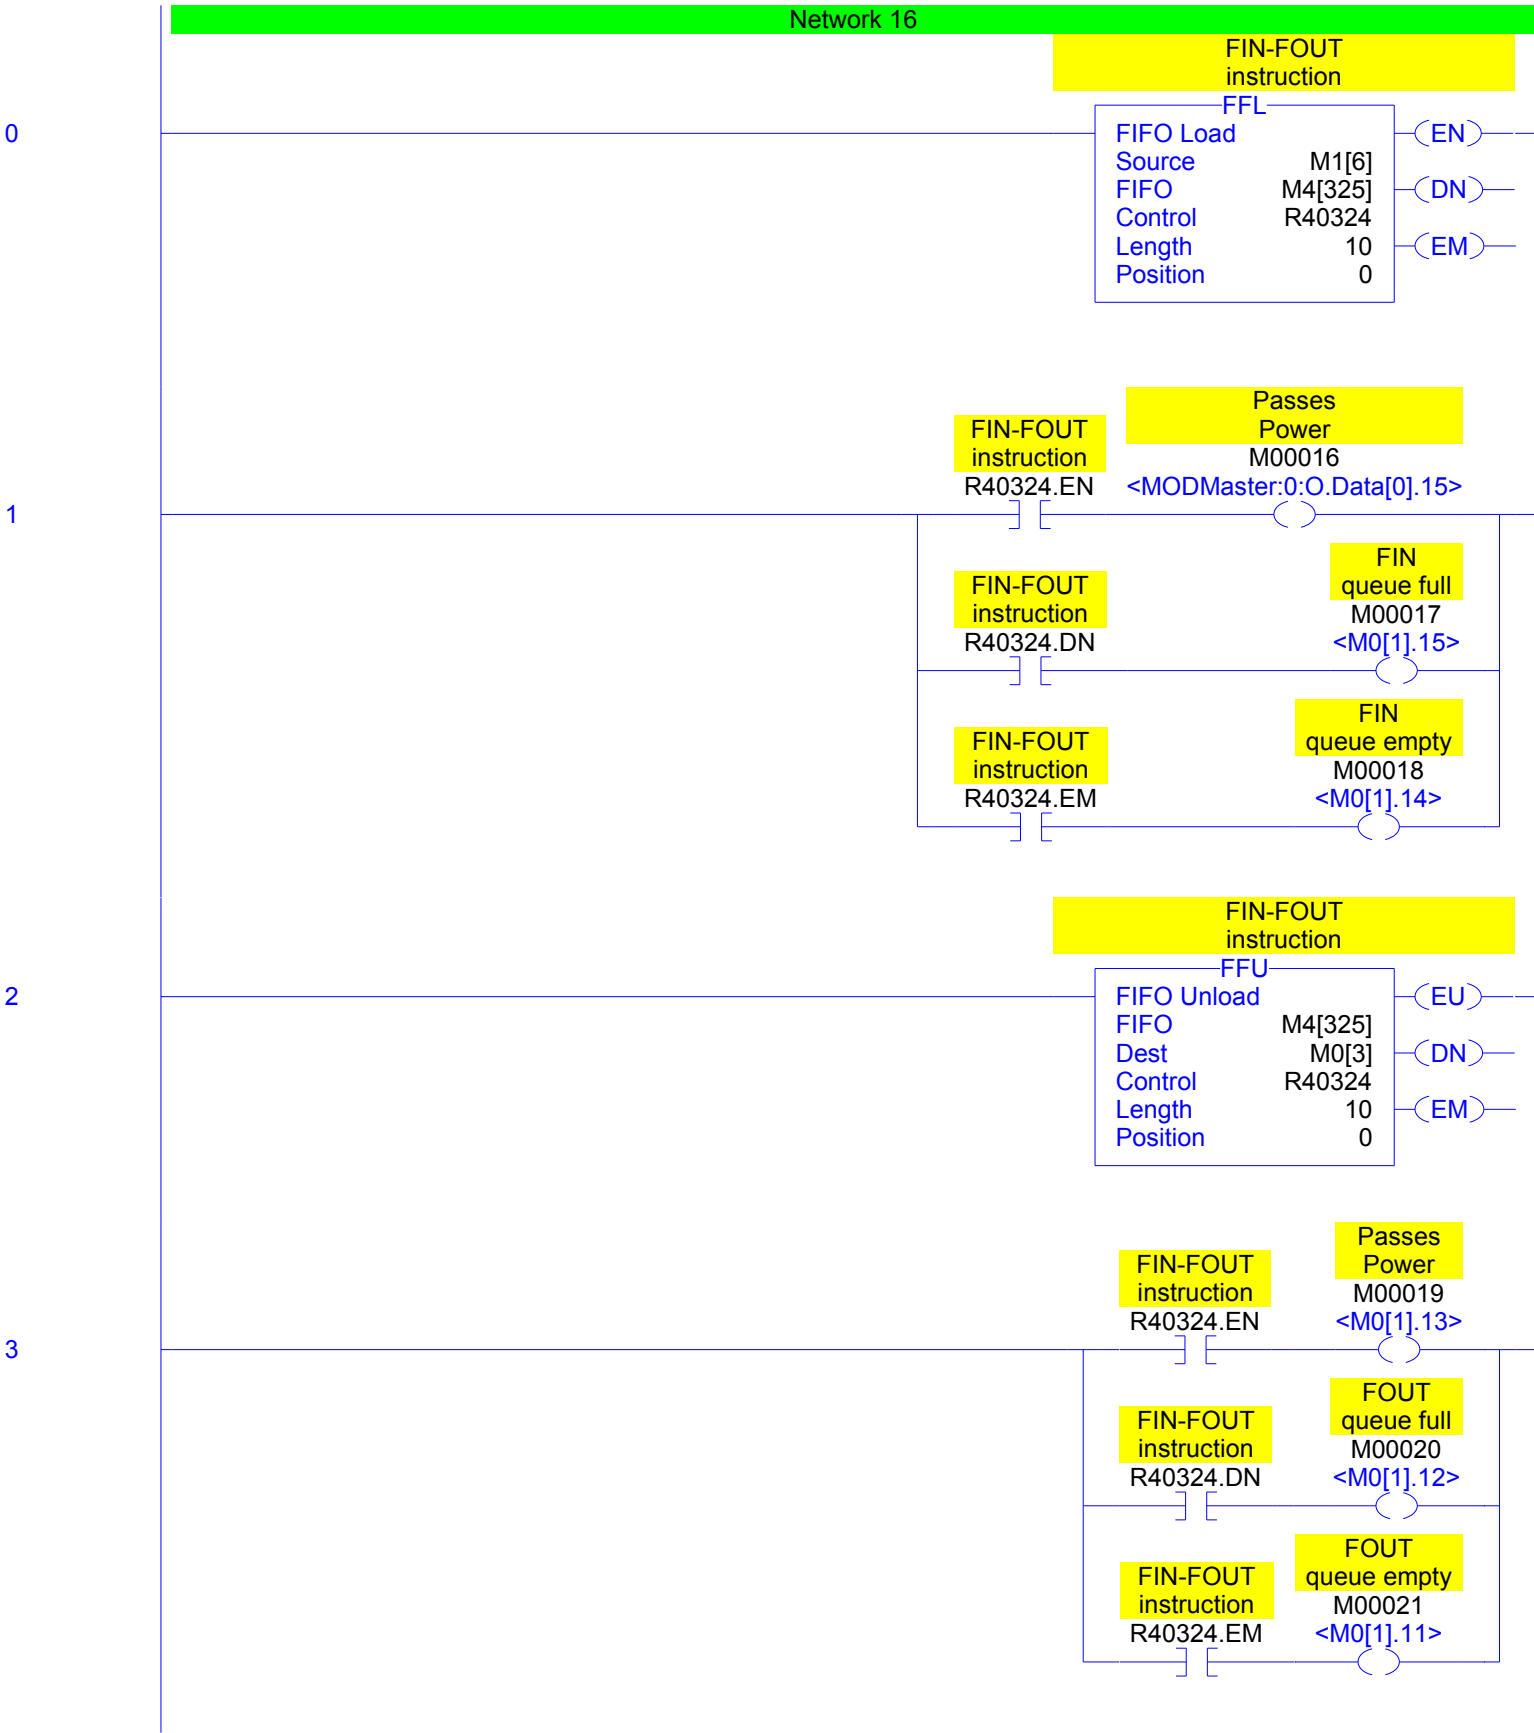 Network 16
FIN-FOUT
instruction
FFL
0
FIFO Load
EN
Source M1[6]
FIFO M4[325]
DN
Control R40324
Length 10
EM
Position 0
Passes
Power
M00016
<MODMaster:0:O.Data[0].15>
FIN-FOUT
instruction
R40324.EN
1
FIN
queue full
M00017
<M0[1].15>
FIN-FOUT
instruction
R40324.DN
FIN
queue empty
M00018
<M0[1].14>
FIN-FOUT
instruction
R40324.EM
FIN-FOUT
instruction
FFU
2
FIFO Unload
EU
FIFO M4[325]
Dest M0[3]
DN
Control R40324
Length 10
EM
Position 0
Passes
Power
M00019
<M0[1].13>
FIN-FOUT
instruction
R40324.EN
3
FOUT
queue full
M00020
<M0[1].12>
FIN-FOUT
instruction
R40324.DN
FOUT
queue empty
M00021
<M0[1].11>
FIN-FOUT
instruction
R40324.EM